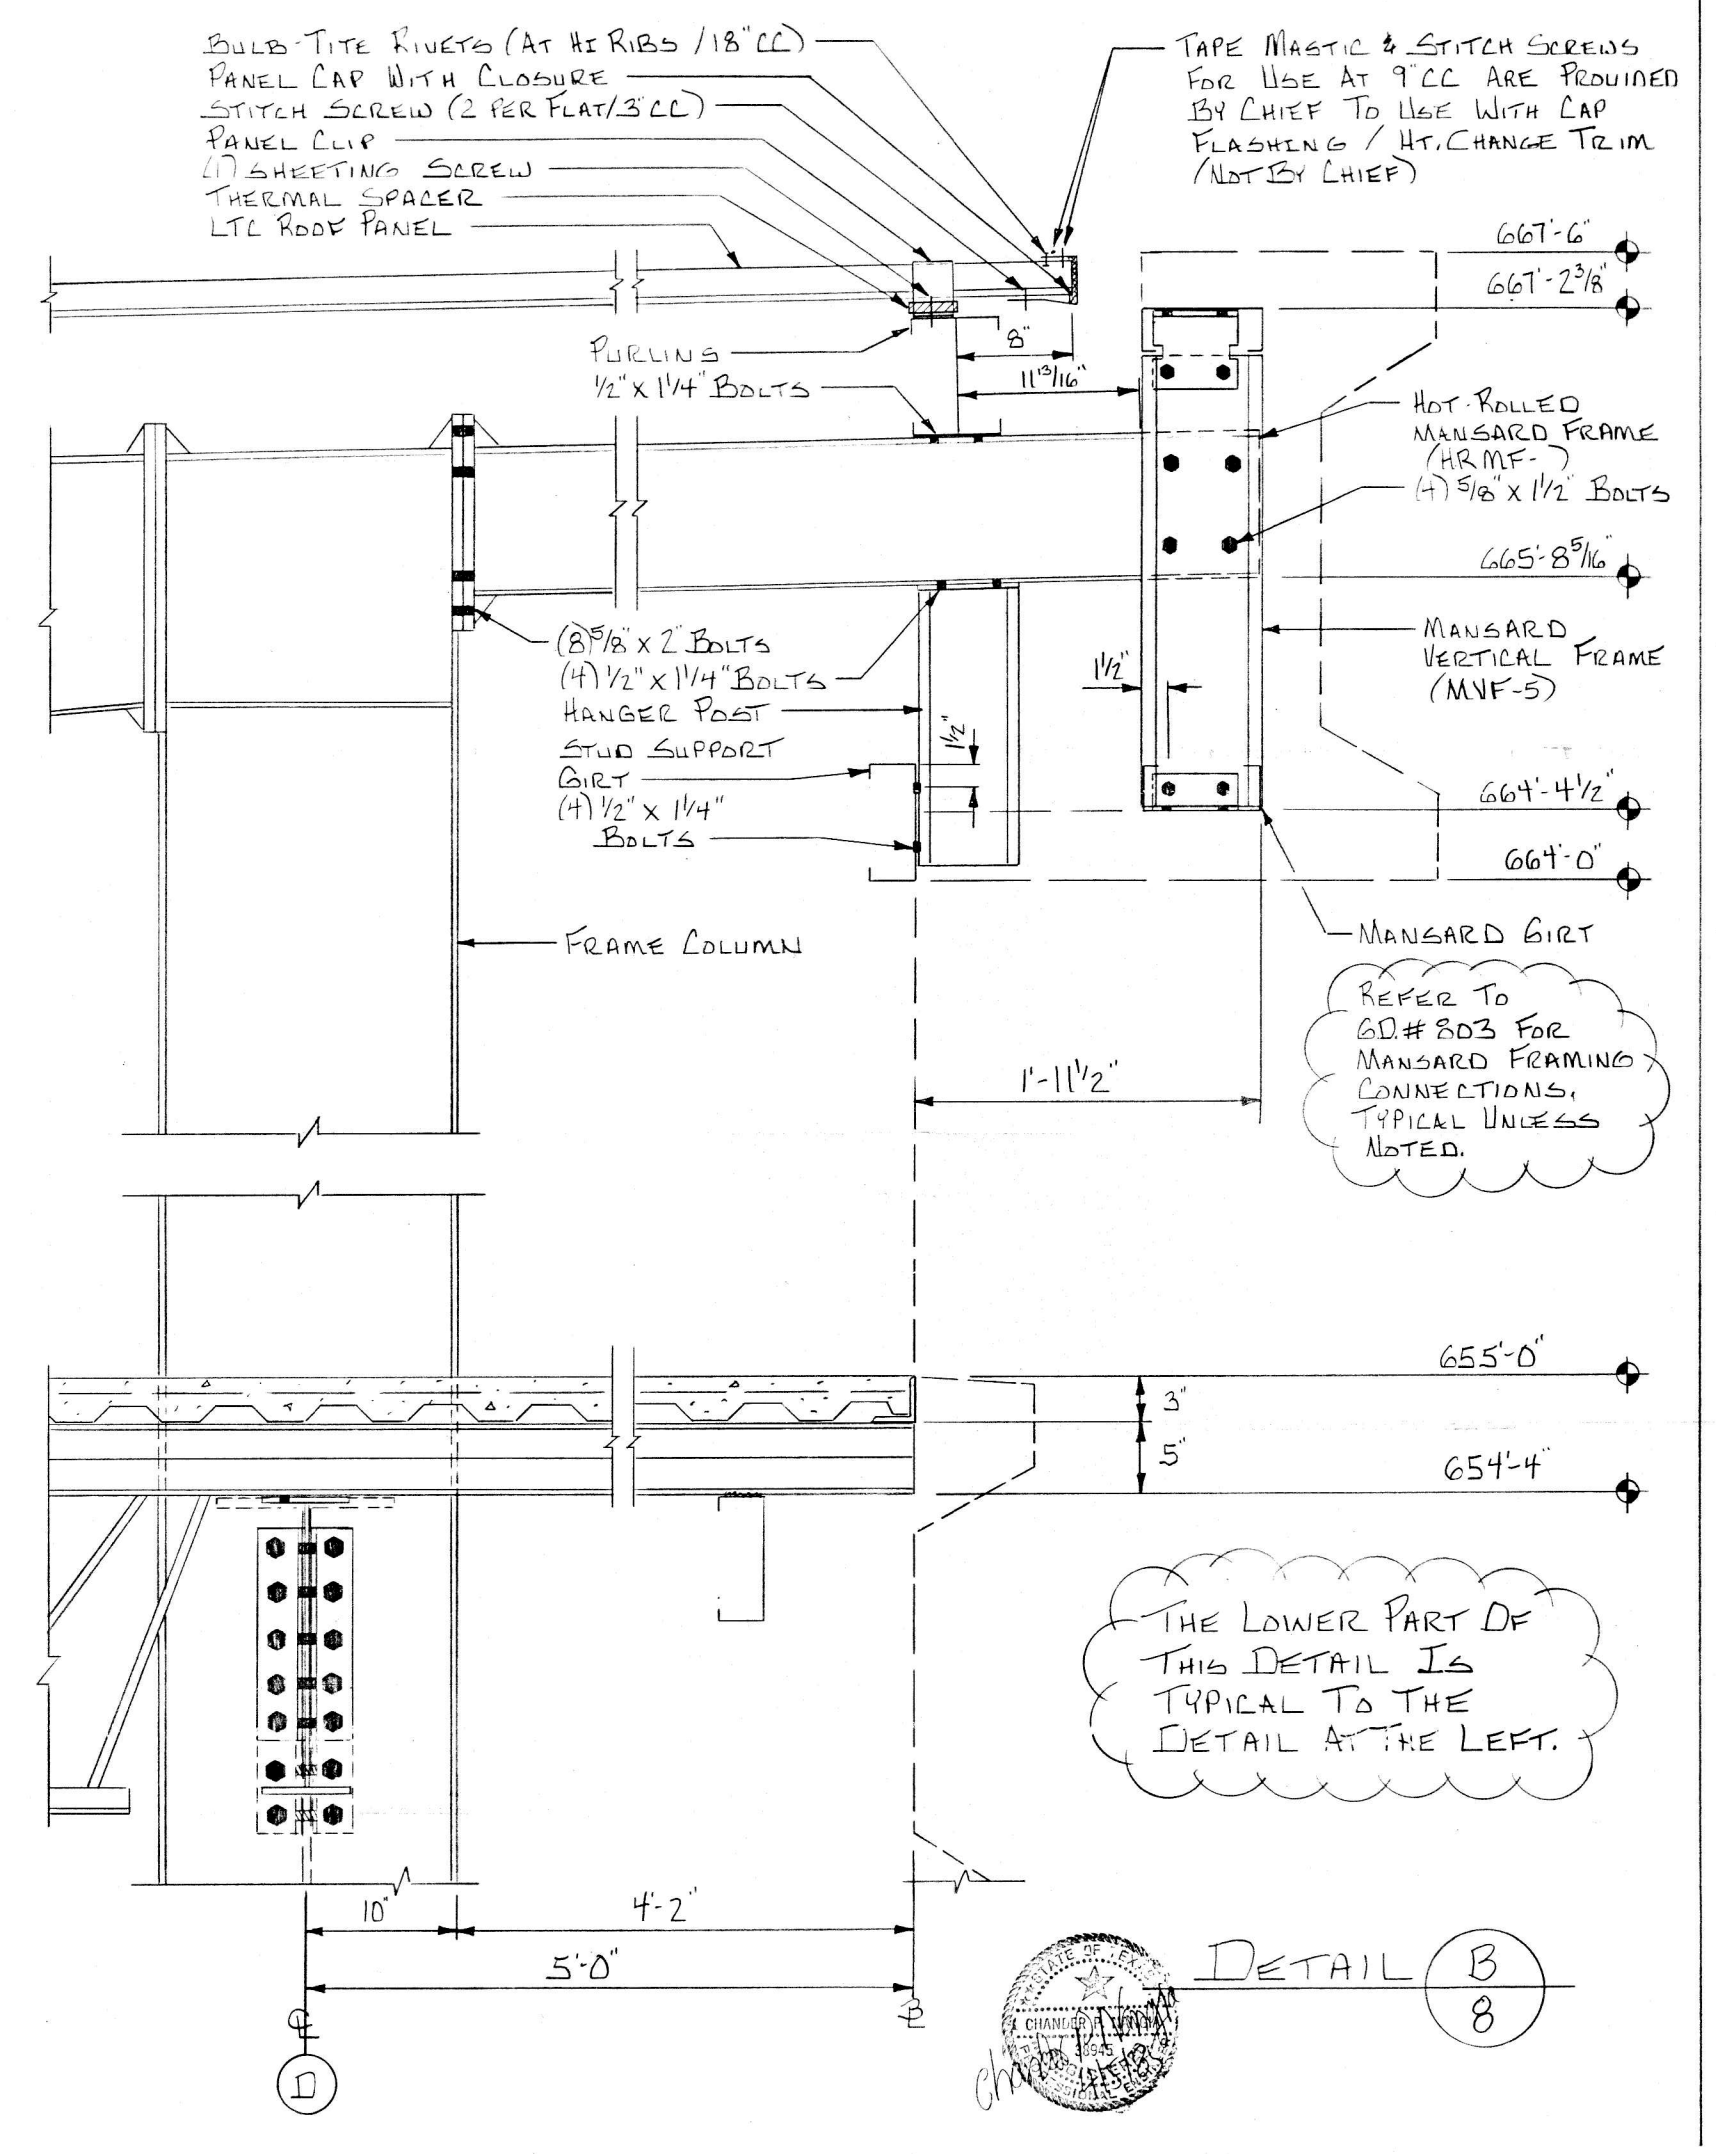 BULB-TITE RIVETS (AT HI RIBS /18" CC)
PANEL CAP WITH CLOSURE
STITCH SCREW (2 PER FLAT/3"CC)
PANEL CLIP
(1) SHEETING SCREW
THERMAL SPACER
LTC ROOF PANEL
TAPE MASTIC & STITCH SCREWS
FOR USE AT 9"CC ARE PROVIDED
BY CHIEF TO USE WITH CAP
FLASHING / HT. CHANGE TRIM
(NOT BY CHIEF)
667'-6"
667'-2 3/8"
PURLINS
1/2" X 1 1/4" BOLTS
8"
11 13/16"
HOT-ROLLED
MANSARD FRAME
(HRMF- )
(4) 5/8" X 1 1/2" BOLTS
665'-8 5/16"
(8) 5/8" X 2" BOLTS
(4) 1/2" X 1 1/4" BOLTS
HANGER POST
STUD SUPPORT
GIRT
(4) 1/2" X 1 1/4"
BOLTS
1 1/2"
1 1/2"
MANSARD
VERTICAL FRAME
(MVF-5)
664'-4 1/2"
664'-0"
FRAME COLUMN
MANSARD GIRT
REFER TO
GD.# 803 FOR
MANSARD FRAMING
CONNECTIONS,
TYPICAL UNLESS
NOTED.
1'-11 1/2"
655'-0"
3"
5"
654'-4"
THE LOWER PART OF
THIS DETAIL IS
TYPICAL TO THE
DETAIL AT THE LEFT.
10"
4'-2"
5'-0"
D
DETAIL B
8
STATE OF TEXAS
CHANDER P.
38945